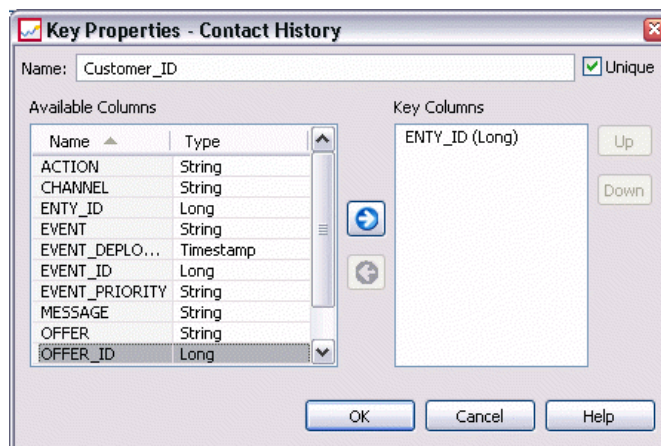 Key Properties - Contact History
Name: Customer_ID Unique
Available Columns Key Columns
Name Type
ENTY_ID (Long) Up
ACTION String
CHANNEL String
Down
ENTY_ID Long
EVENT String
EVENT_DEPLO... Timestamp
EVENT_ID Long
EVENT_PRIORITY String
MESSAGE String
OFFER String
OFFER_ID Long
OK Cancel Help